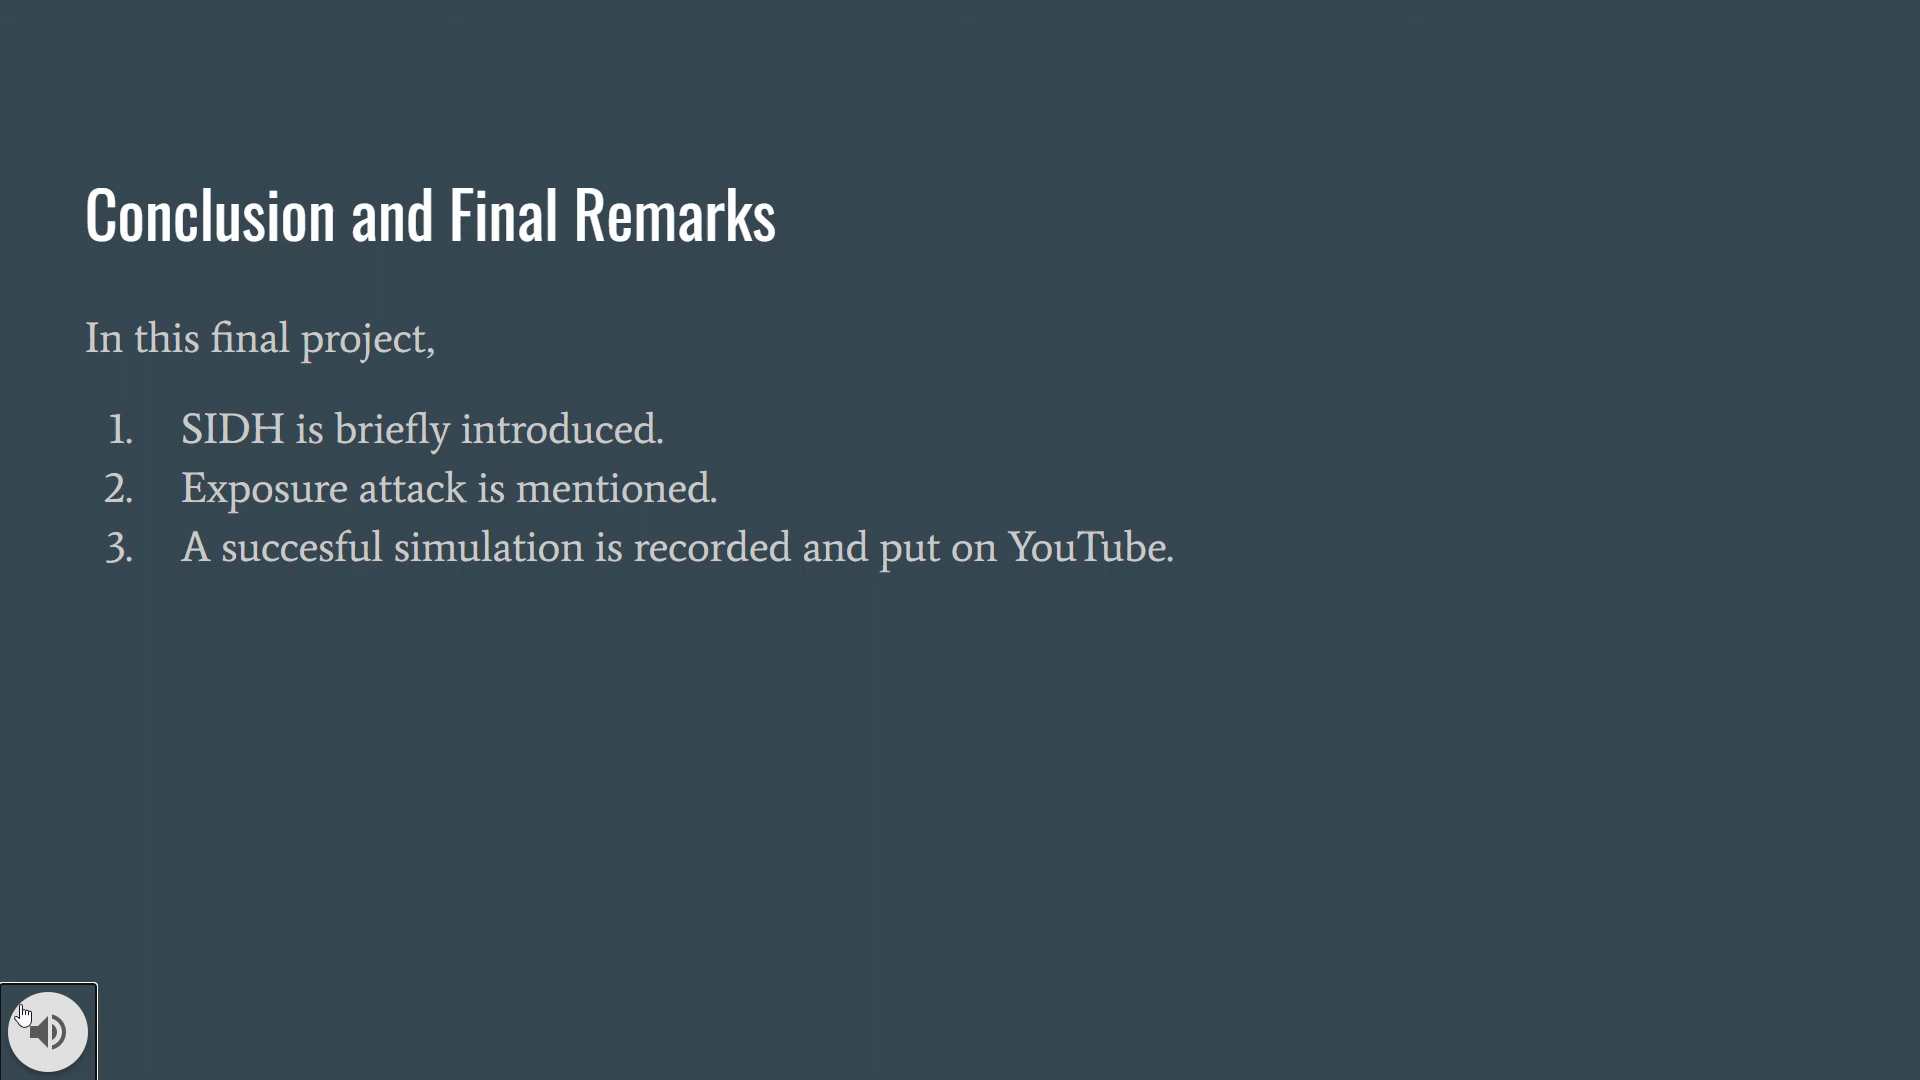 Conclusion and Final Remarks
In this final project,
1. SIDH is briefly introduced.
2. Exposure attack is mentioned.
3. A succesful simulation is recorded and put on YouTube.